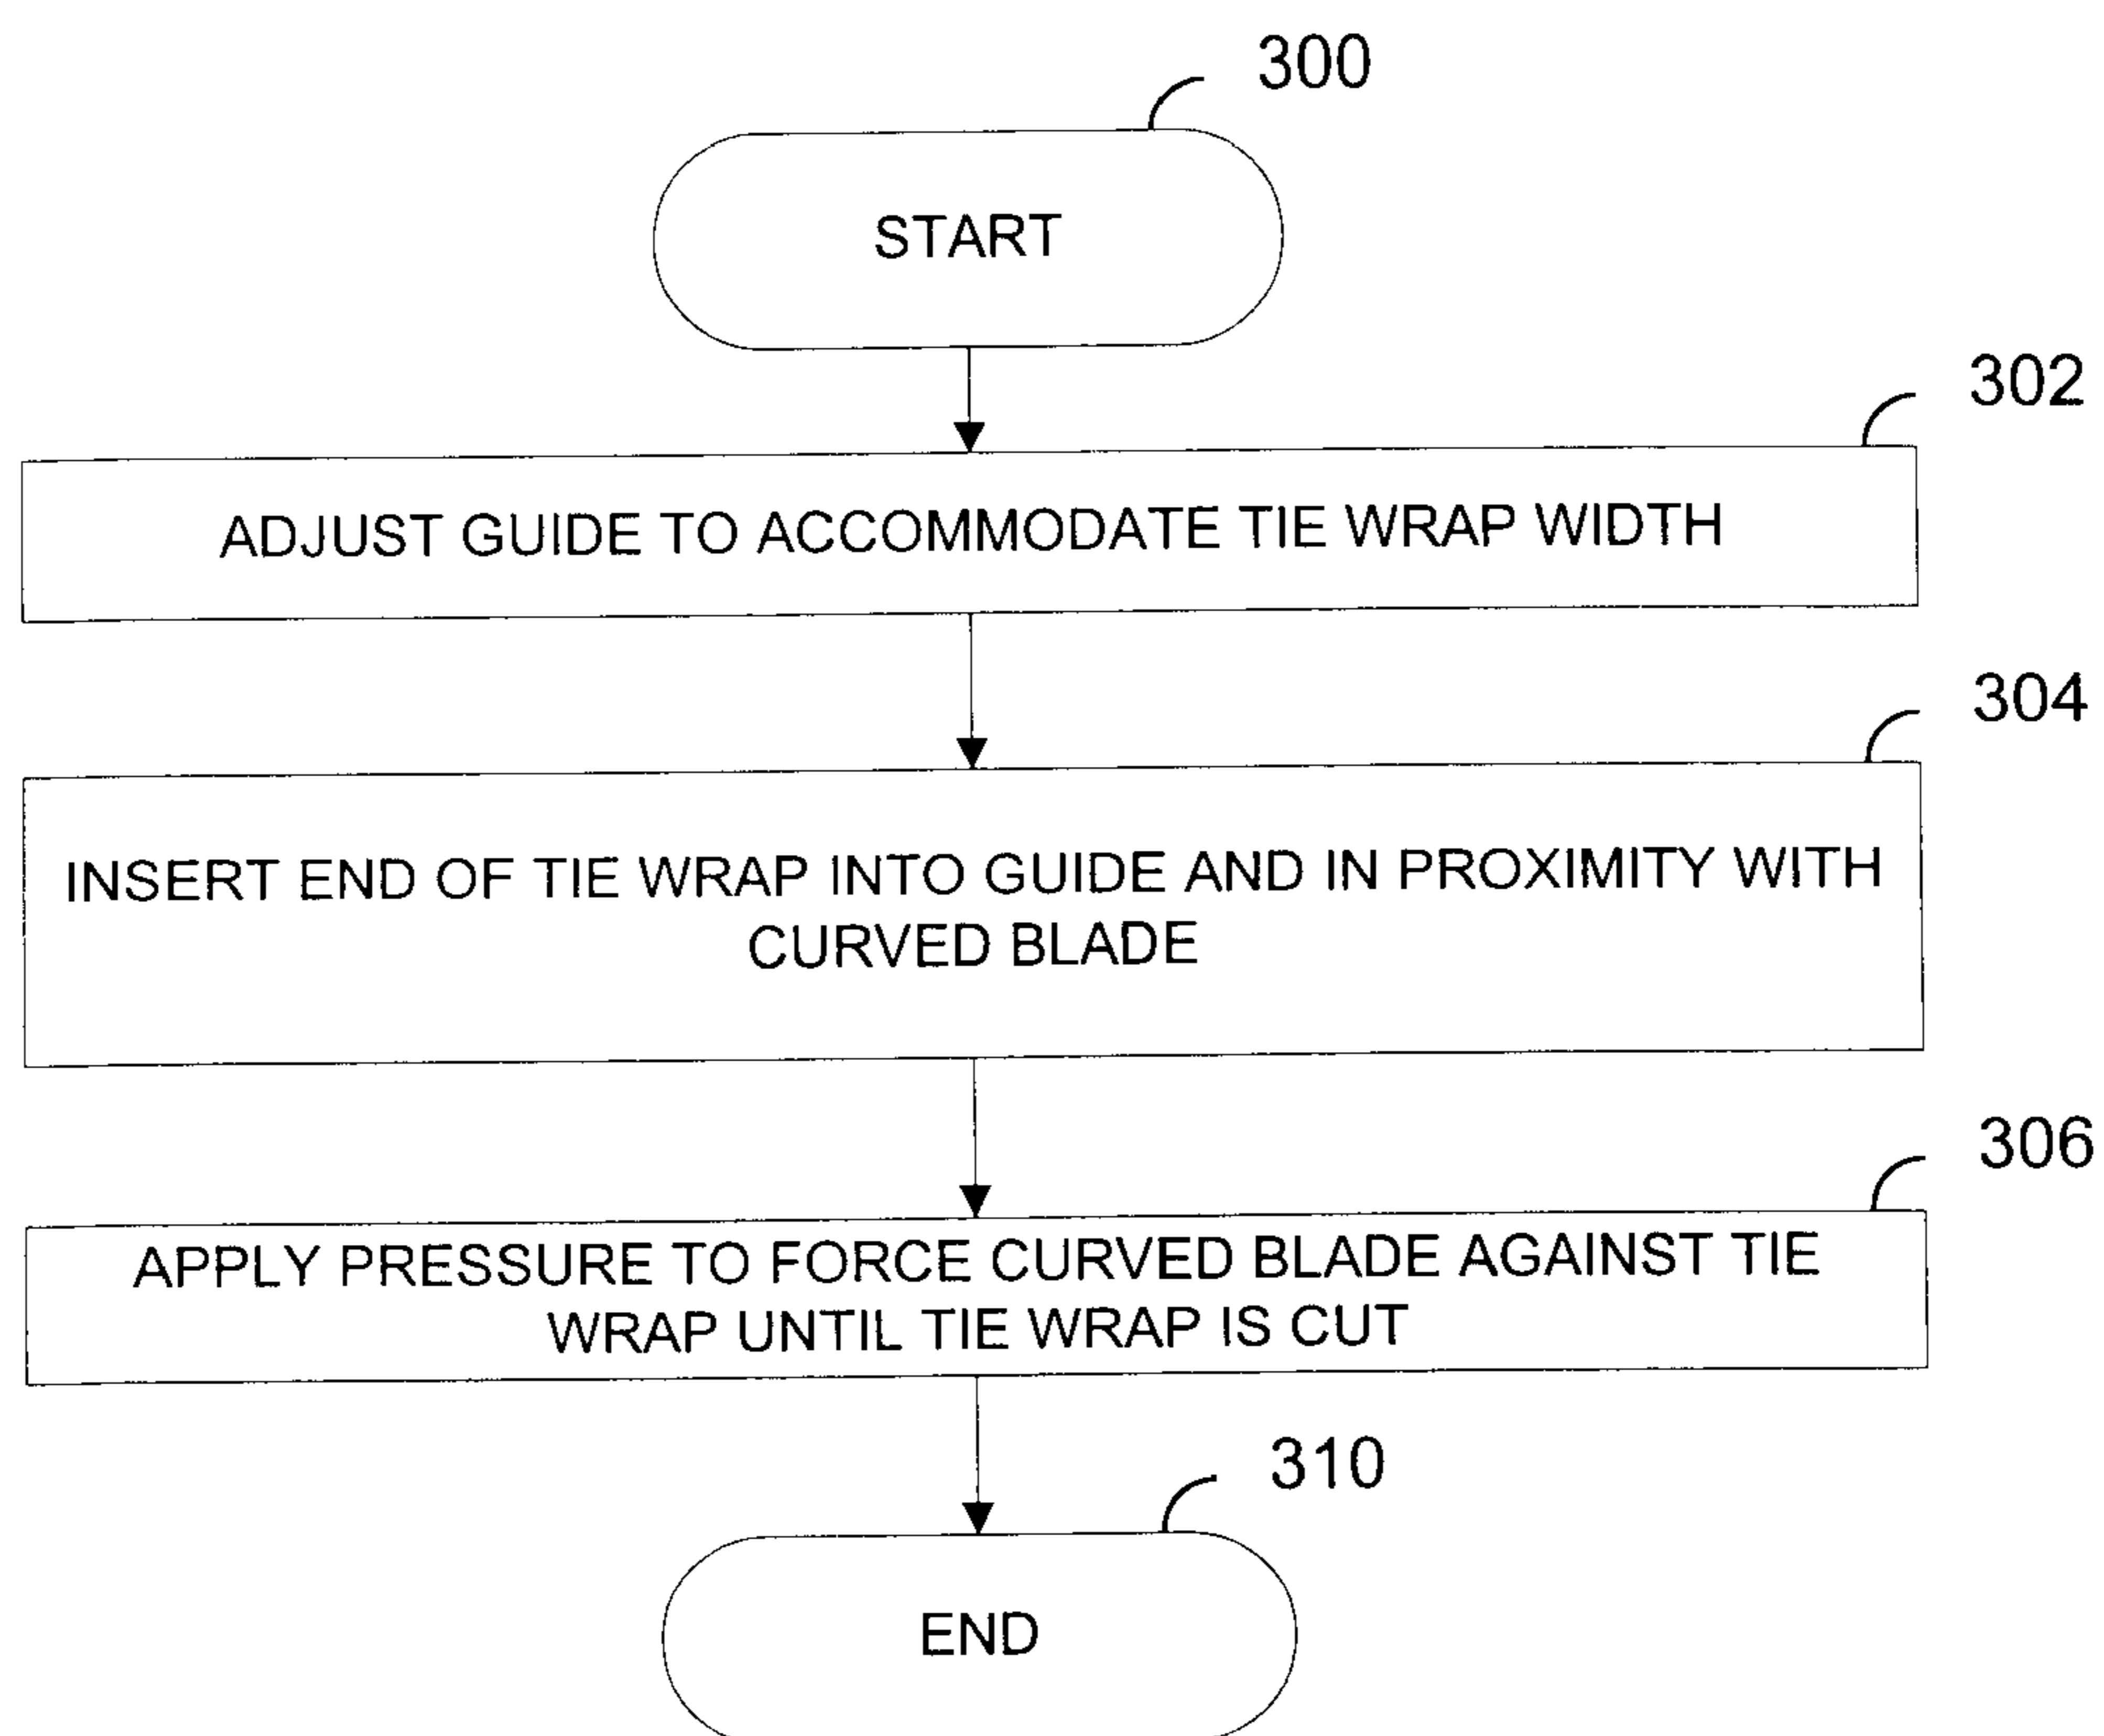 300
START
302
ADJUST GUIDE TO ACCOMMODATE TIE WRAP WIDTH
304
INSERT END OF TIE WRAP INTO GUIDE AND IN PROXIMITY WITH
CURVED BLADE
306
APPLY PRESSURE TO FORCE CURVED BLADE AGAINST TIE
WRAP UNTIL TIE WRAP IS CUT
310
END